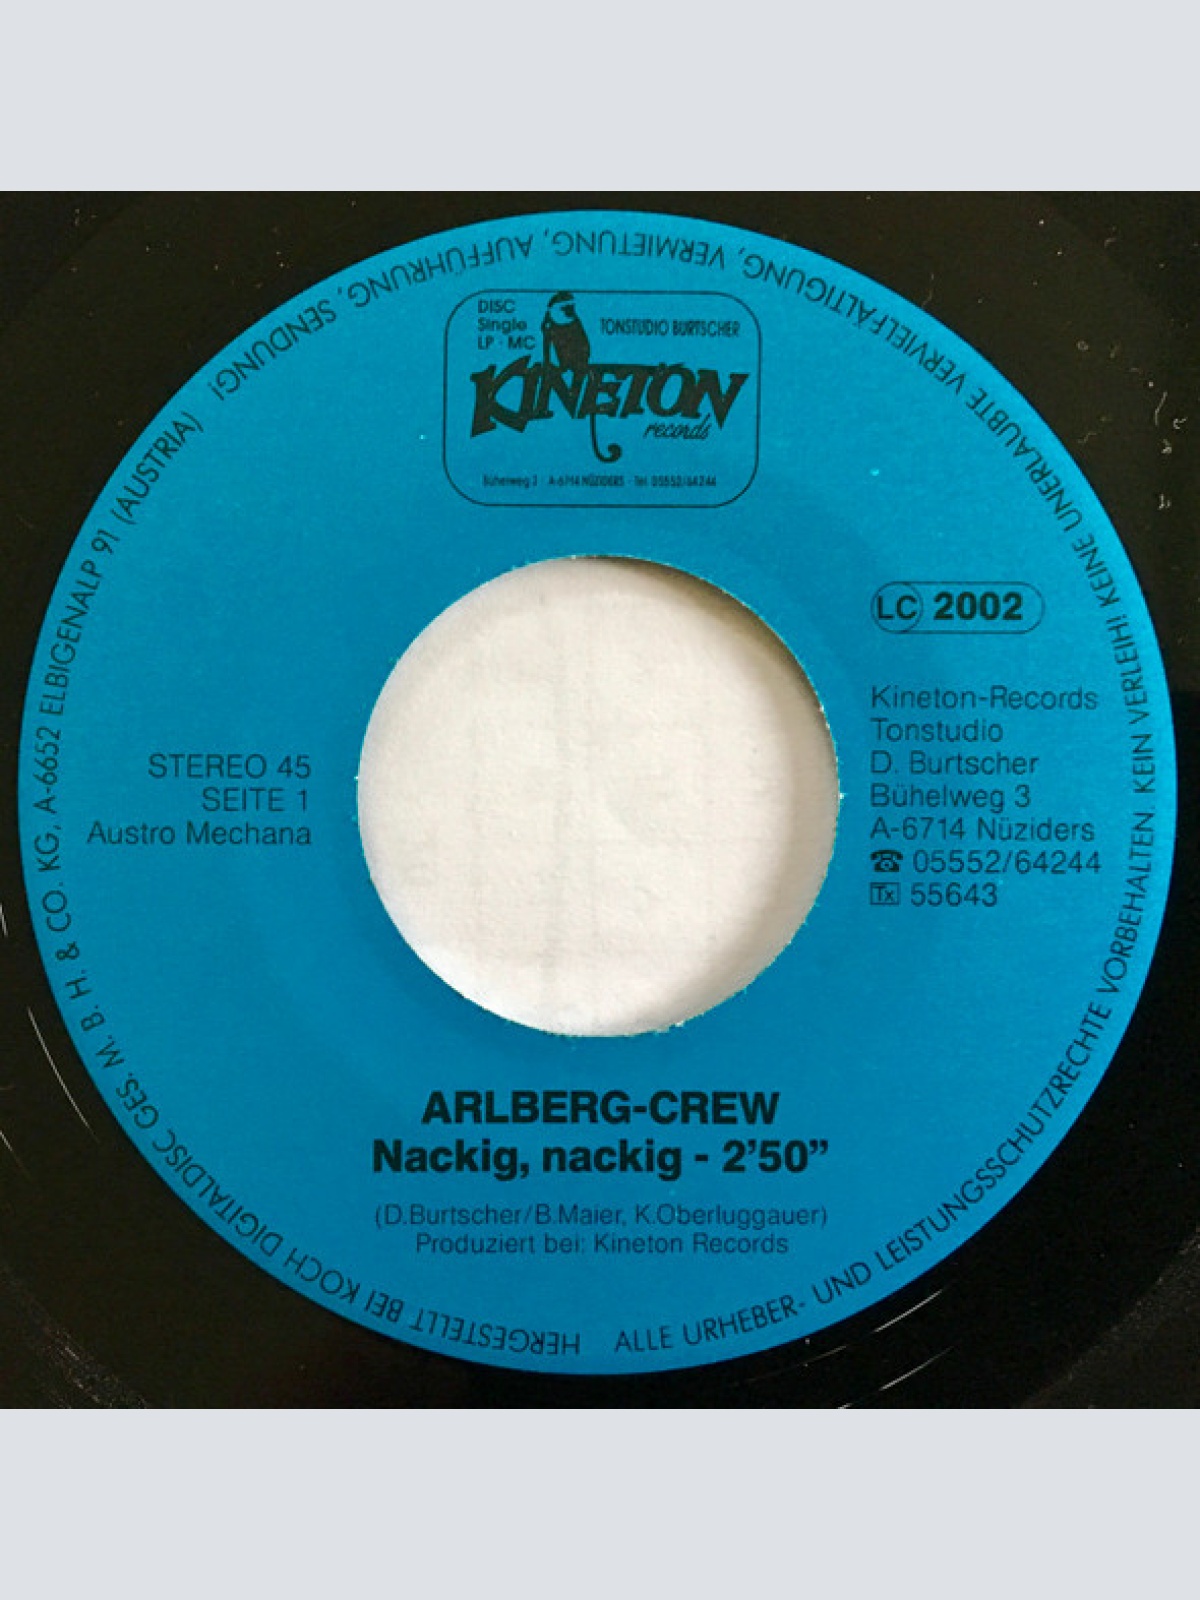 DISC
Single
LP · MC
TONSTUDIO BURTSCHER
KINETON
records
Bühelweg 3 A-6714 NÜZIDERS · Tel. 05552/64244
LC 2002
Kineton-Records
Tonstudio
D. Burtscher
Bühelweg 3
A-6714 Nüziders
☎ 05552/64244
Tx 55643
STEREO 45
SEITE 1
Austro Mechana
ARLBERG-CREW
Nackig, nackig - 2’50”
(D.Burtscher/B.Maier, K.Oberluggauer)
Produziert bei: Kineton Records
HERGESTELLT BEI KOCH DIGITALDISC GES. M. B. H. & CO. KG, A-6652 ELBIGENALP 91 (AUSTRIA)
ALLE URHEBER- UND LEISTUNGSSCHUTZRECHTE VORBEHALTEN. KEIN VERLEIH! KEINE UNERLAUBTE VERVIELFÄLTIGUNG, VERMIETUNG, AUFFÜHRUNG, SENDUNG!